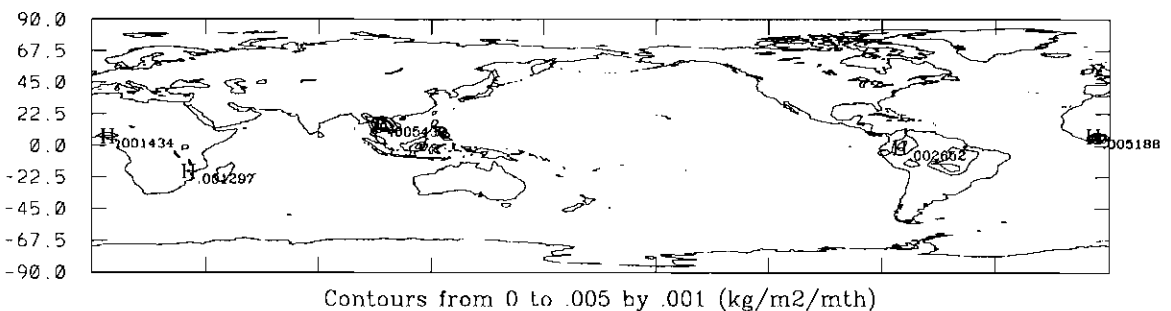 90.0
67.5
45.0
22.5
0.0
-22.5
-45.0
-67.5
-90.0
H .001434
H .001297
H
H .002652
H .005188
Contours from 0 to .005 by .001 (kg/m2/mth)